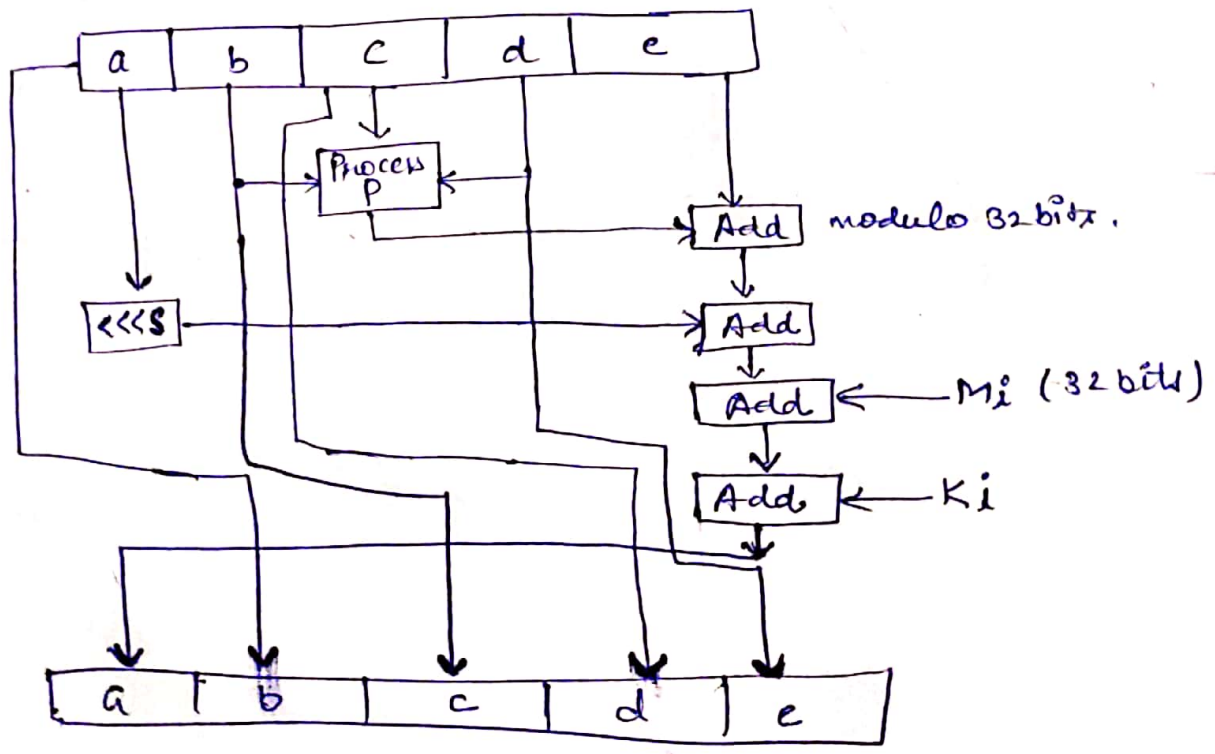 a b c d e
Process
P
Add modulo 32 bits.
<<<S Add
Add Mi (32 bits)
Add Ki
a b c d e